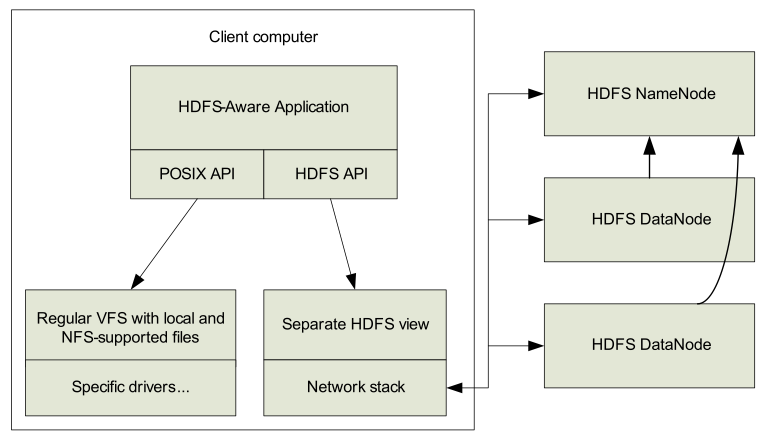 Client computer
HDFS-Aware Application
POSIX API
HDFS API
Regular VFS with local and
NFS-supported files
Specific drivers...
Separate HDFS view
Network stack
HDFS NameNode
HDFS DataNode
HDFS DataNode